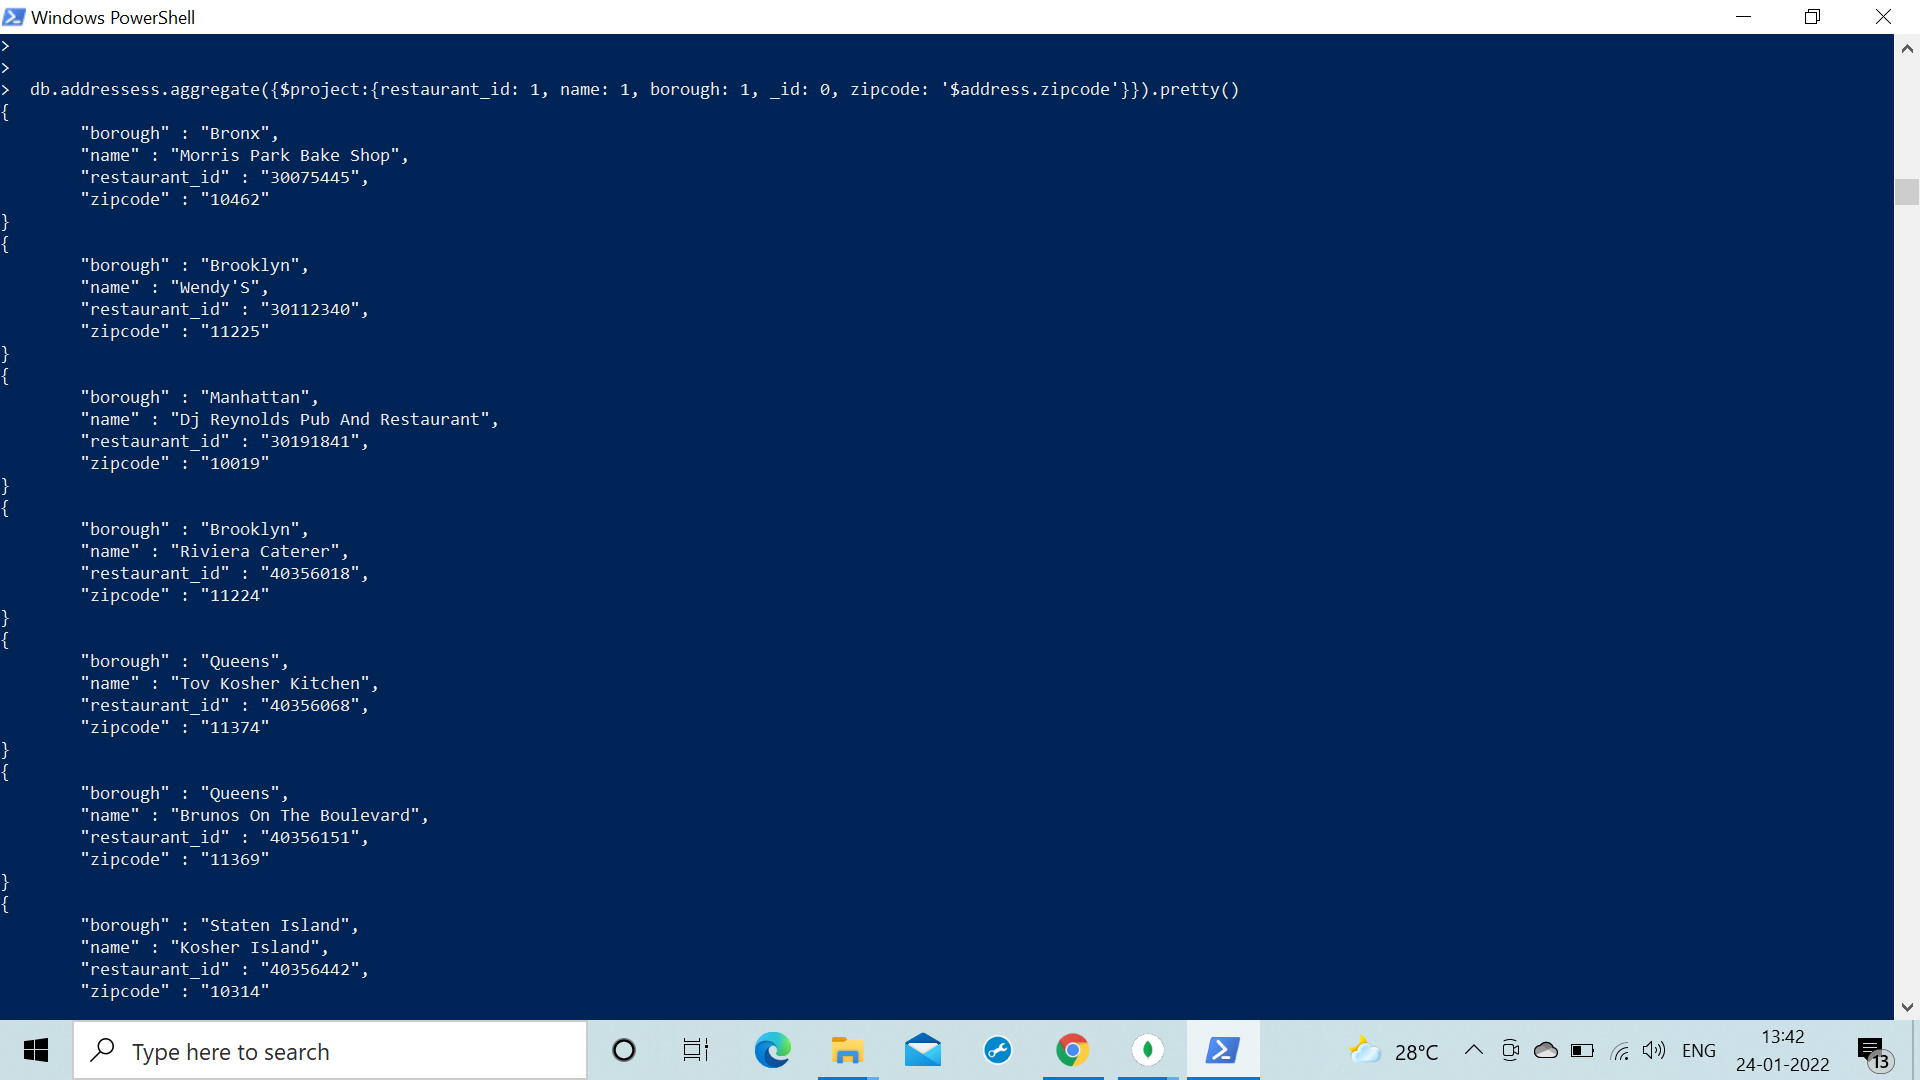 Windows PowerShell
>
>
> db.addressess.aggregate({$project:{restaurant_id: 1, name: 1, borough: 1, _id: 0, zipcode: '$address.zipcode'}}).pretty()
{
"borough" : "Bronx",
"name" : "Morris Park Bake Shop",
"restaurant_id" : "30075445",
"zipcode" : "10462"
}
{
"borough" : "Brooklyn",
"name" : "Wendy'S",
"restaurant_id" : "30112340",
"zipcode" : "11225"
}
{
"borough" : "Manhattan",
"name" : "Dj Reynolds Pub And Restaurant",
"restaurant_id" : "30191841",
"zipcode" : "10019"
}
{
"borough" : "Brooklyn",
"name" : "Riviera Caterer",
"restaurant_id" : "40356018",
"zipcode" : "11224"
}
{
"borough" : "Queens",
"name" : "Tov Kosher Kitchen",
"restaurant_id" : "40356068",
"zipcode" : "11374"
}
{
"borough" : "Queens",
"name" : "Brunos On The Boulevard",
"restaurant_id" : "40356151",
"zipcode" : "11369"
}
{
"borough" : "Staten Island",
"name" : "Kosher Island",
"restaurant_id" : "40356442",
"zipcode" : "10314"
Type here to search
28°C
ENG
13:42
24-01-2022
13